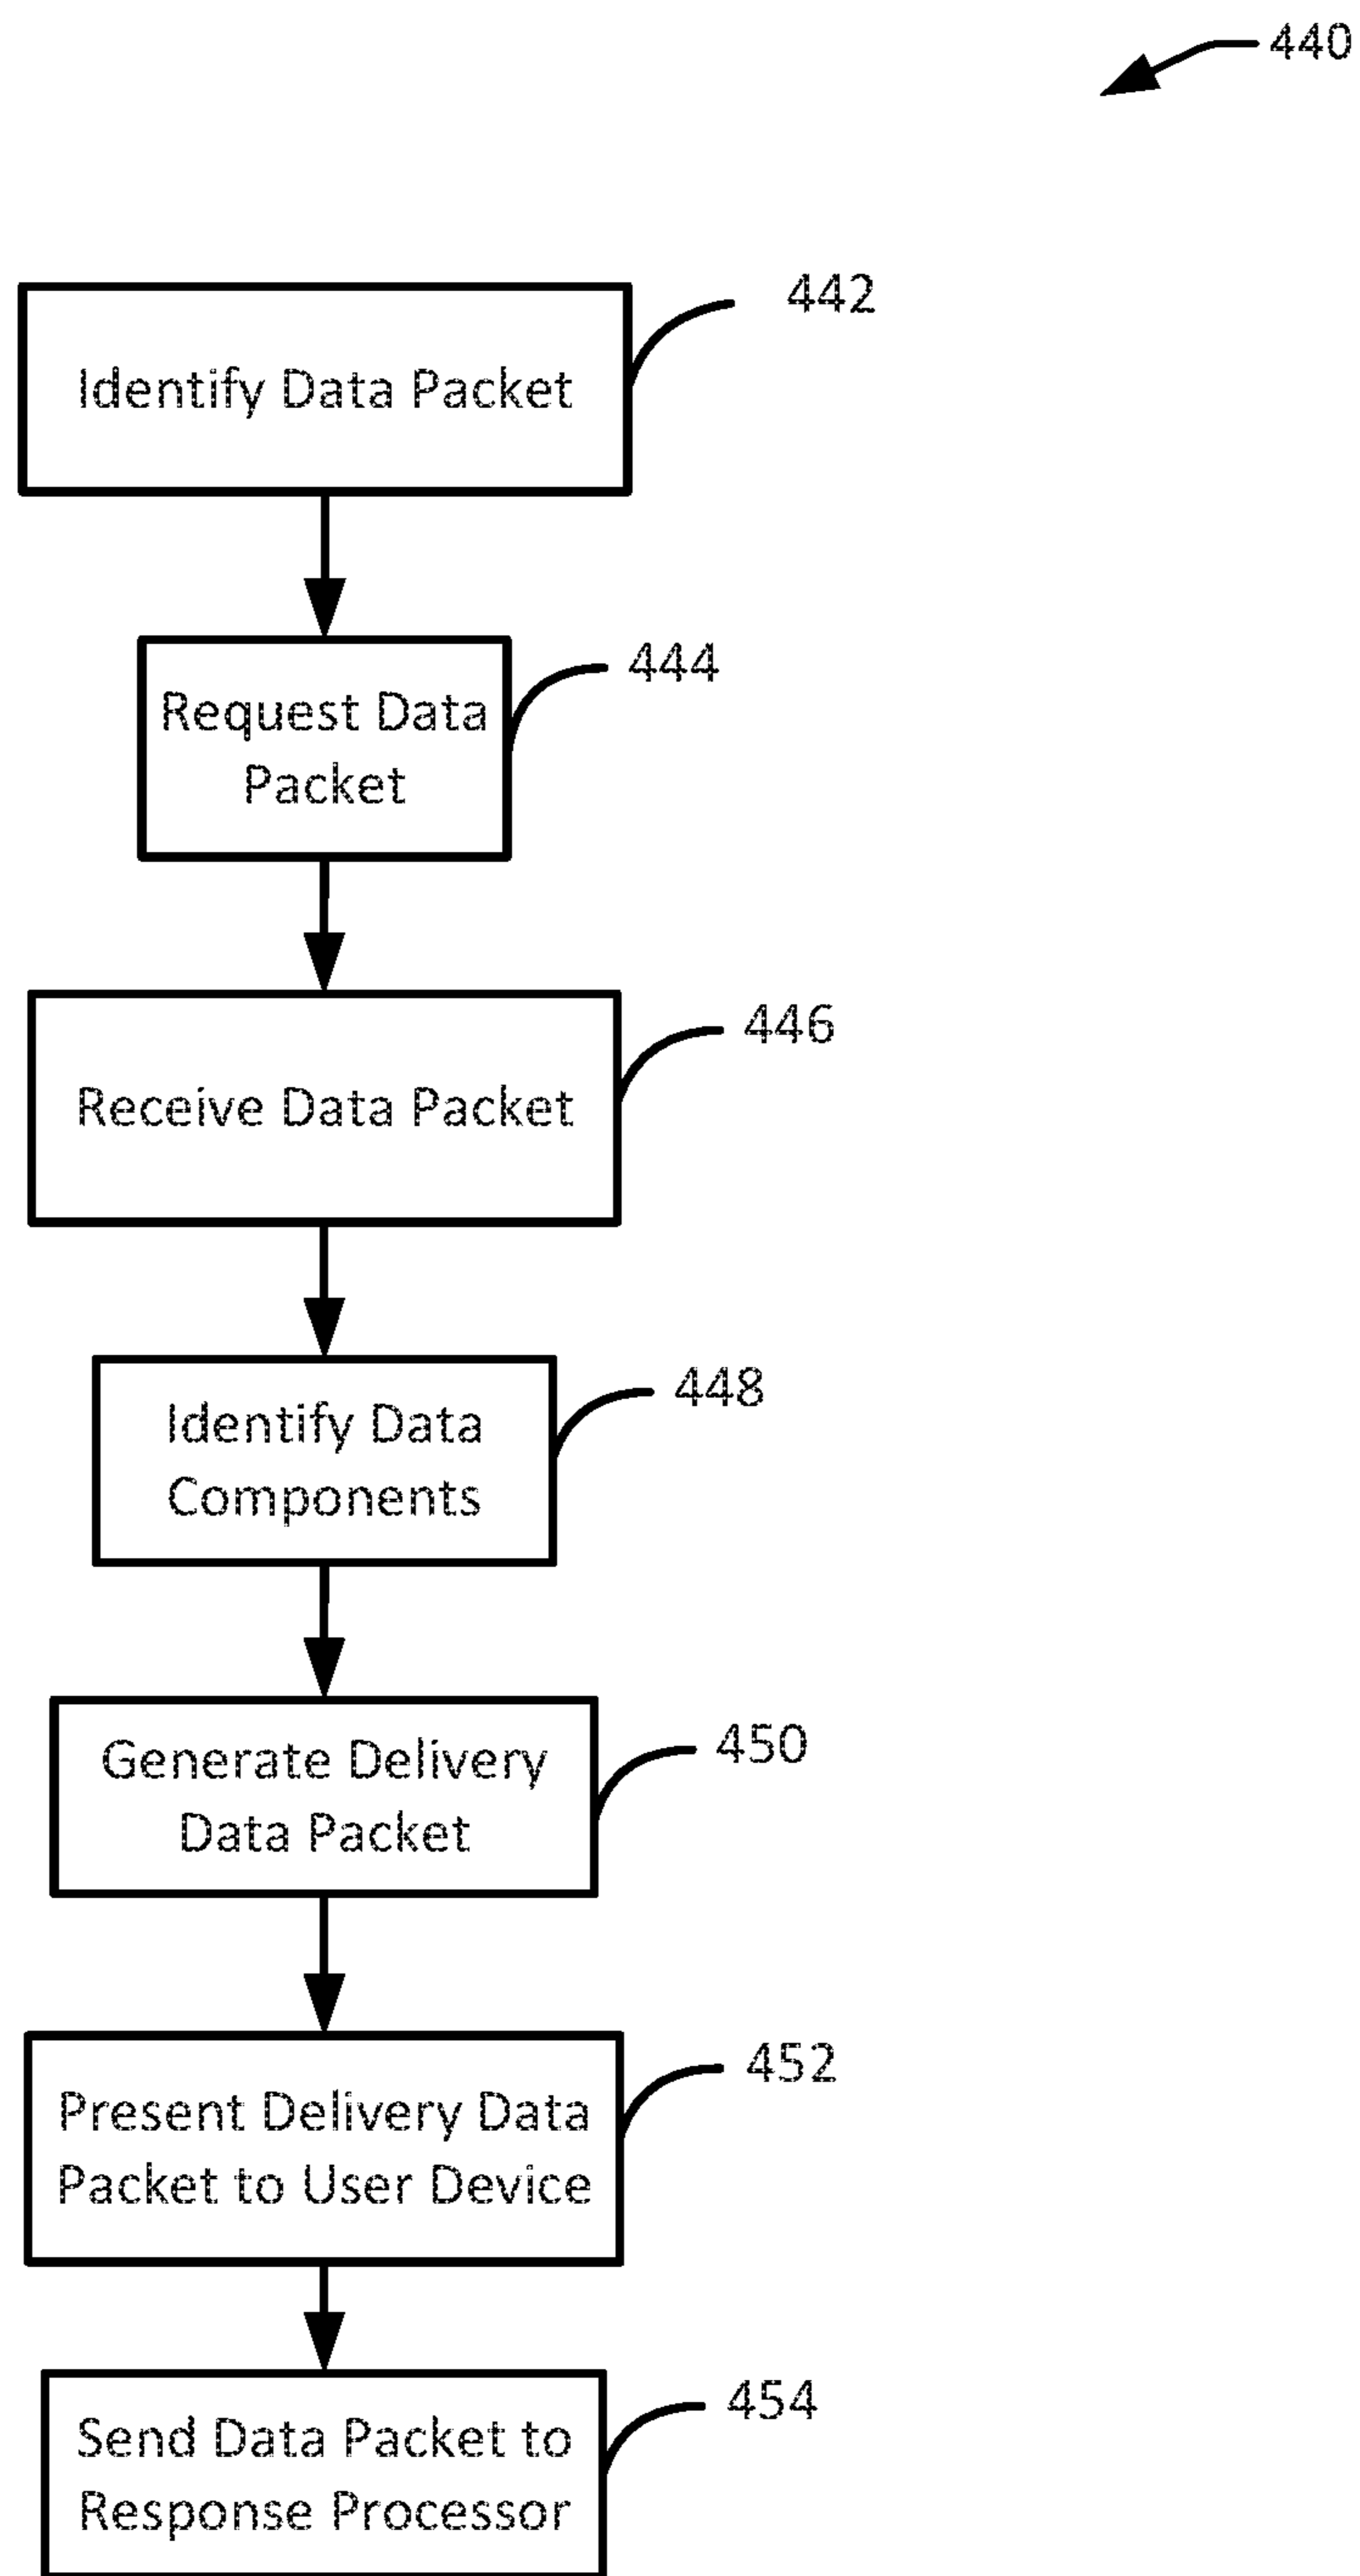 440
442
Identify Data Packet
444
Request Data
Packet
446
Receive Data Packet
448
Identify Data
Components
450
Generate Delivery
Data Packet
452
Present Delivery Data
Packet to User Device
454
Send Data Packet to
Response Processor